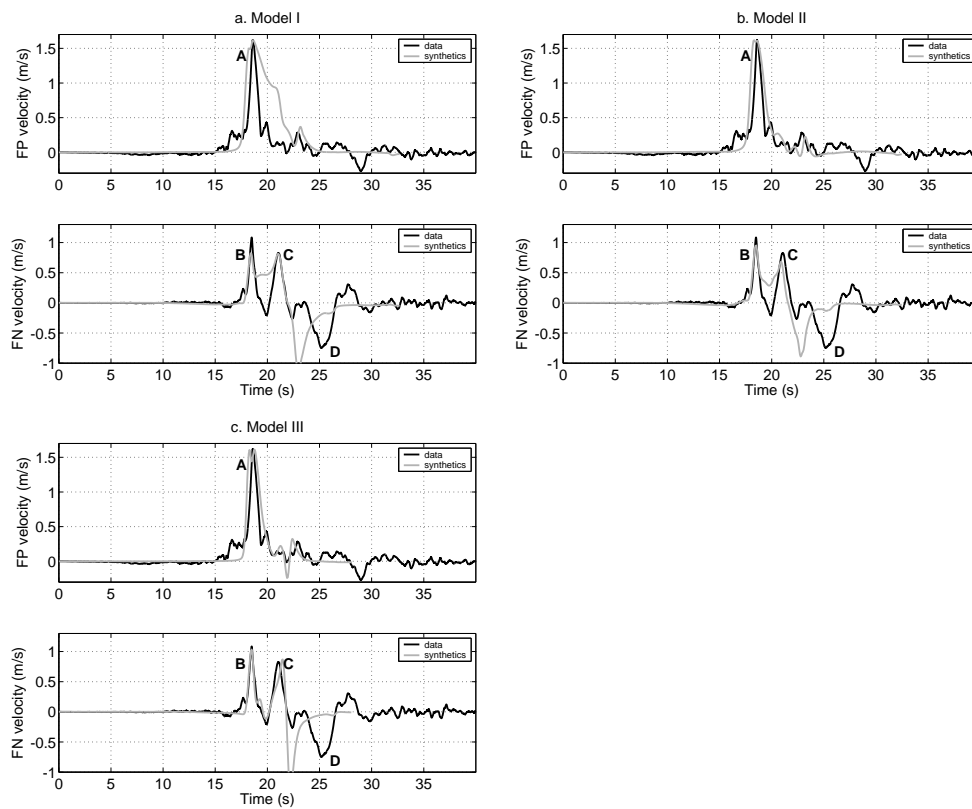 a. Model I
FP velocity (m/s)
1.5
1
0.5
0
A
data
synthetics
0 5 10 15 20 25 30 35
FN velocity (m/s)
1
0.5
0
-0.5
-1
B
C
D
data
synthetics
0 5 10 15 20 25 30 35
Time (s)
b. Model II
FP velocity (m/s)
1.5
1
0.5
0
A
data
synthetics
0 5 10 15 20 25 30 35
FN velocity (m/s)
1
0.5
0
-0.5
-1
B
C
D
data
synthetics
0 5 10 15 20 25 30 35
Time (s)
c. Model III
FP velocity (m/s)
1.5
1
0.5
0
A
data
synthetics
0 5 10 15 20 25 30 35
FN velocity (m/s)
1
0.5
0
-0.5
-1
B
C
D
data
synthetics
0 5 10 15 20 25 30 35
Time (s)